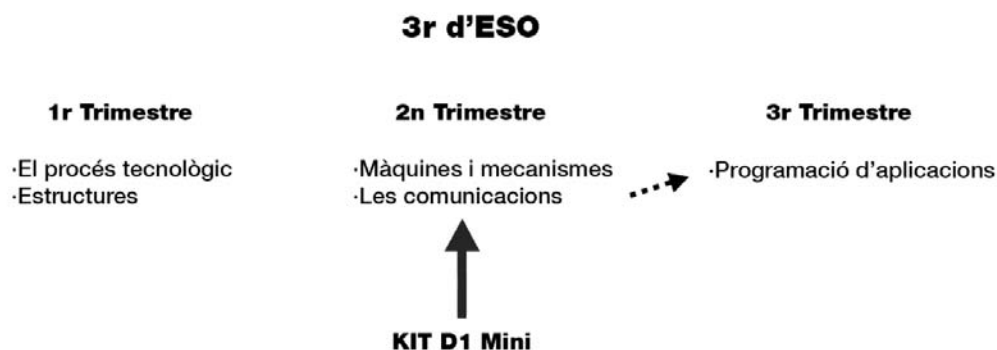 3r d’ESO
1r Trimestre
·El procés tecnològic
·Estructures
2n Trimestre
·Màquines i mecanismes
·Les comunicacions
3r Trimestre
·Programació d’aplicacions
KIT D1 Mini